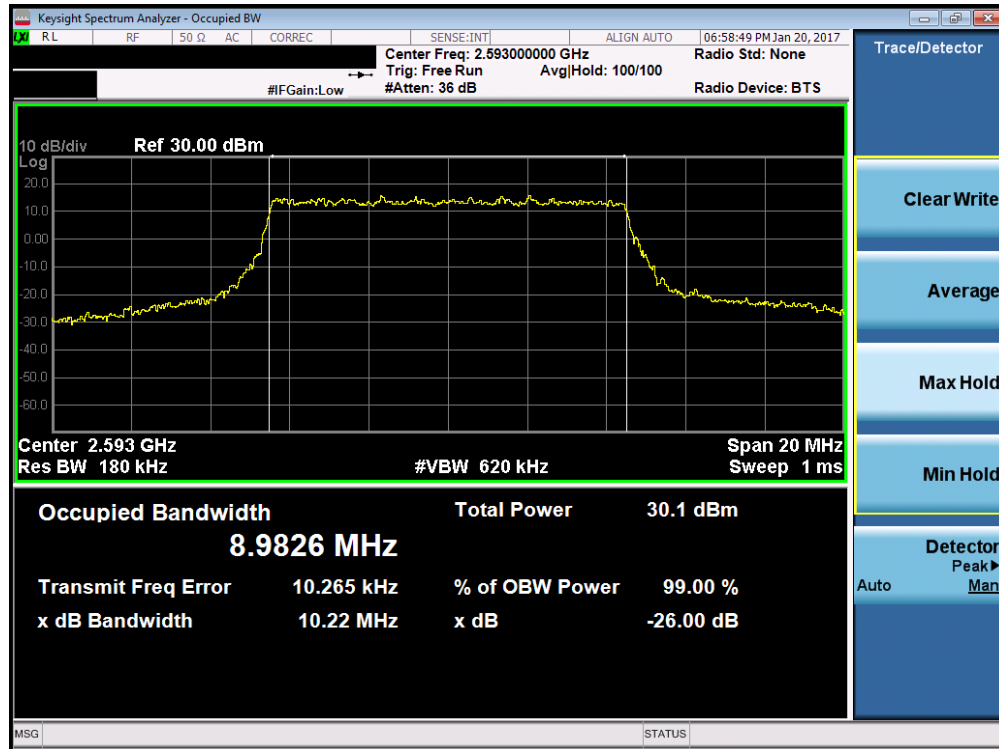 Keysight Spectrum Analyzer - Occupied BW
LXI RL RF 50 Ω AC CORREC SENSE:INT ALIGN AUTO 06:58:49 PM Jan 20, 2017
Center Freq: 2.593000000 GHz Radio Std: None
Trig: Free Run Avg|Hold: 100/100
#IFGain:Low #Atten: 36 dB Radio Device: BTS
10 dB/div Ref 30.00 dBm
Log
20.0
10.0
0.00
-10.0
-20.0
-30.0
-40.0
-50.0
-60.0
Center 2.593 GHz Span 20 MHz
Res BW 180 kHz #VBW 620 kHz Sweep 1 ms
Occupied Bandwidth Total Power 30.1 dBm
8.9826 MHz
Transmit Freq Error 10.265 kHz % of OBW Power 99.00 %
x dB Bandwidth 10.22 MHz x dB -26.00 dB
Trace/Detector
Clear Write
Average
Max Hold
Min Hold
Detector
Peak▶
Auto Man
MSG STATUS